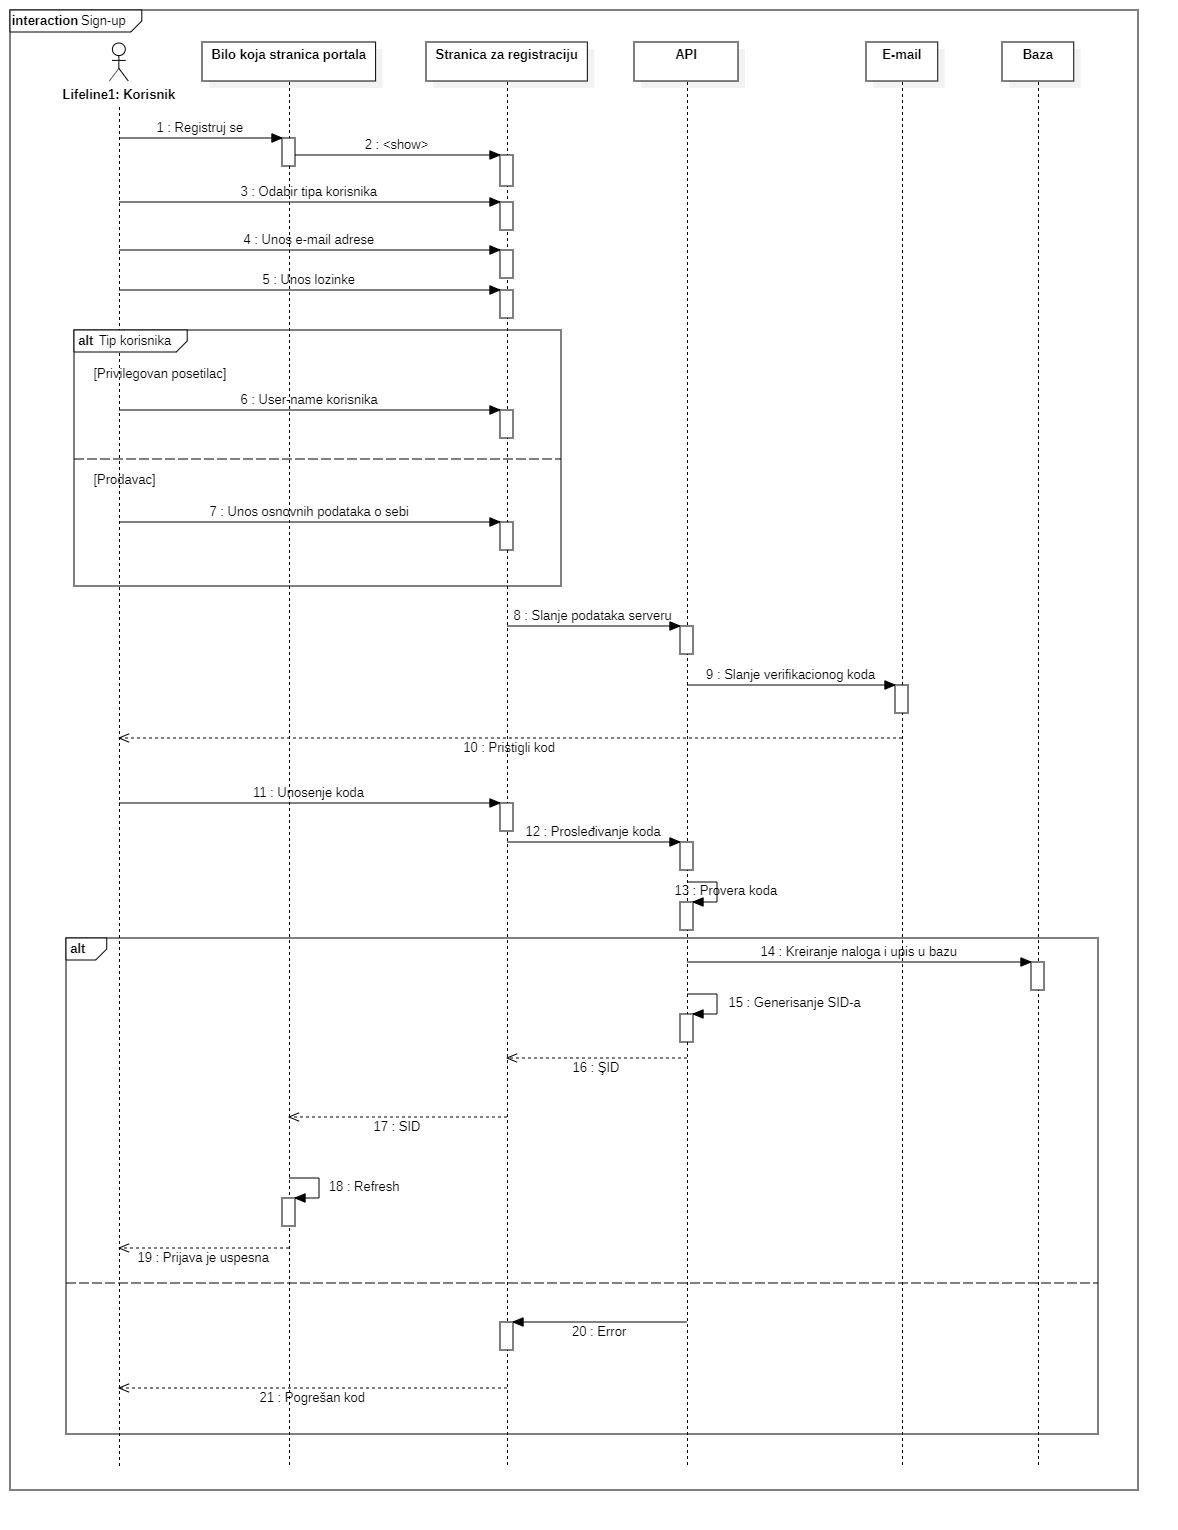 interaction Sign-up
Bilo koja stranica portala
Stranica za registraciju
API
E-mail
Baza
Lifeline1: Korisnik
1 : Registruj se
2 : <show>
3 : Odabir tipa korisnika
4 : Unos e-mail adrese
5 : Unos lozinke
alt Tip korisnika
[Privilegovan posetilac]
6 : User-name korisnika
[Prodavac]
7 : Unos osnovnih podataka o sebi
8 : Slanje podataka serveru
9 : Slanje verifikacionog koda
10 : Pristigli kod
11 : Unosenje koda
12 : Prosleđivanje koda
13 : Provera koda
alt
14 : Kreiranje naloga i upis u bazu
15 : Generisanje SID-a
16 : ŞID
17 : SID
18 : Refresh
19 : Prijava je uspesna
20 : Error
21 : Pogrešan kod